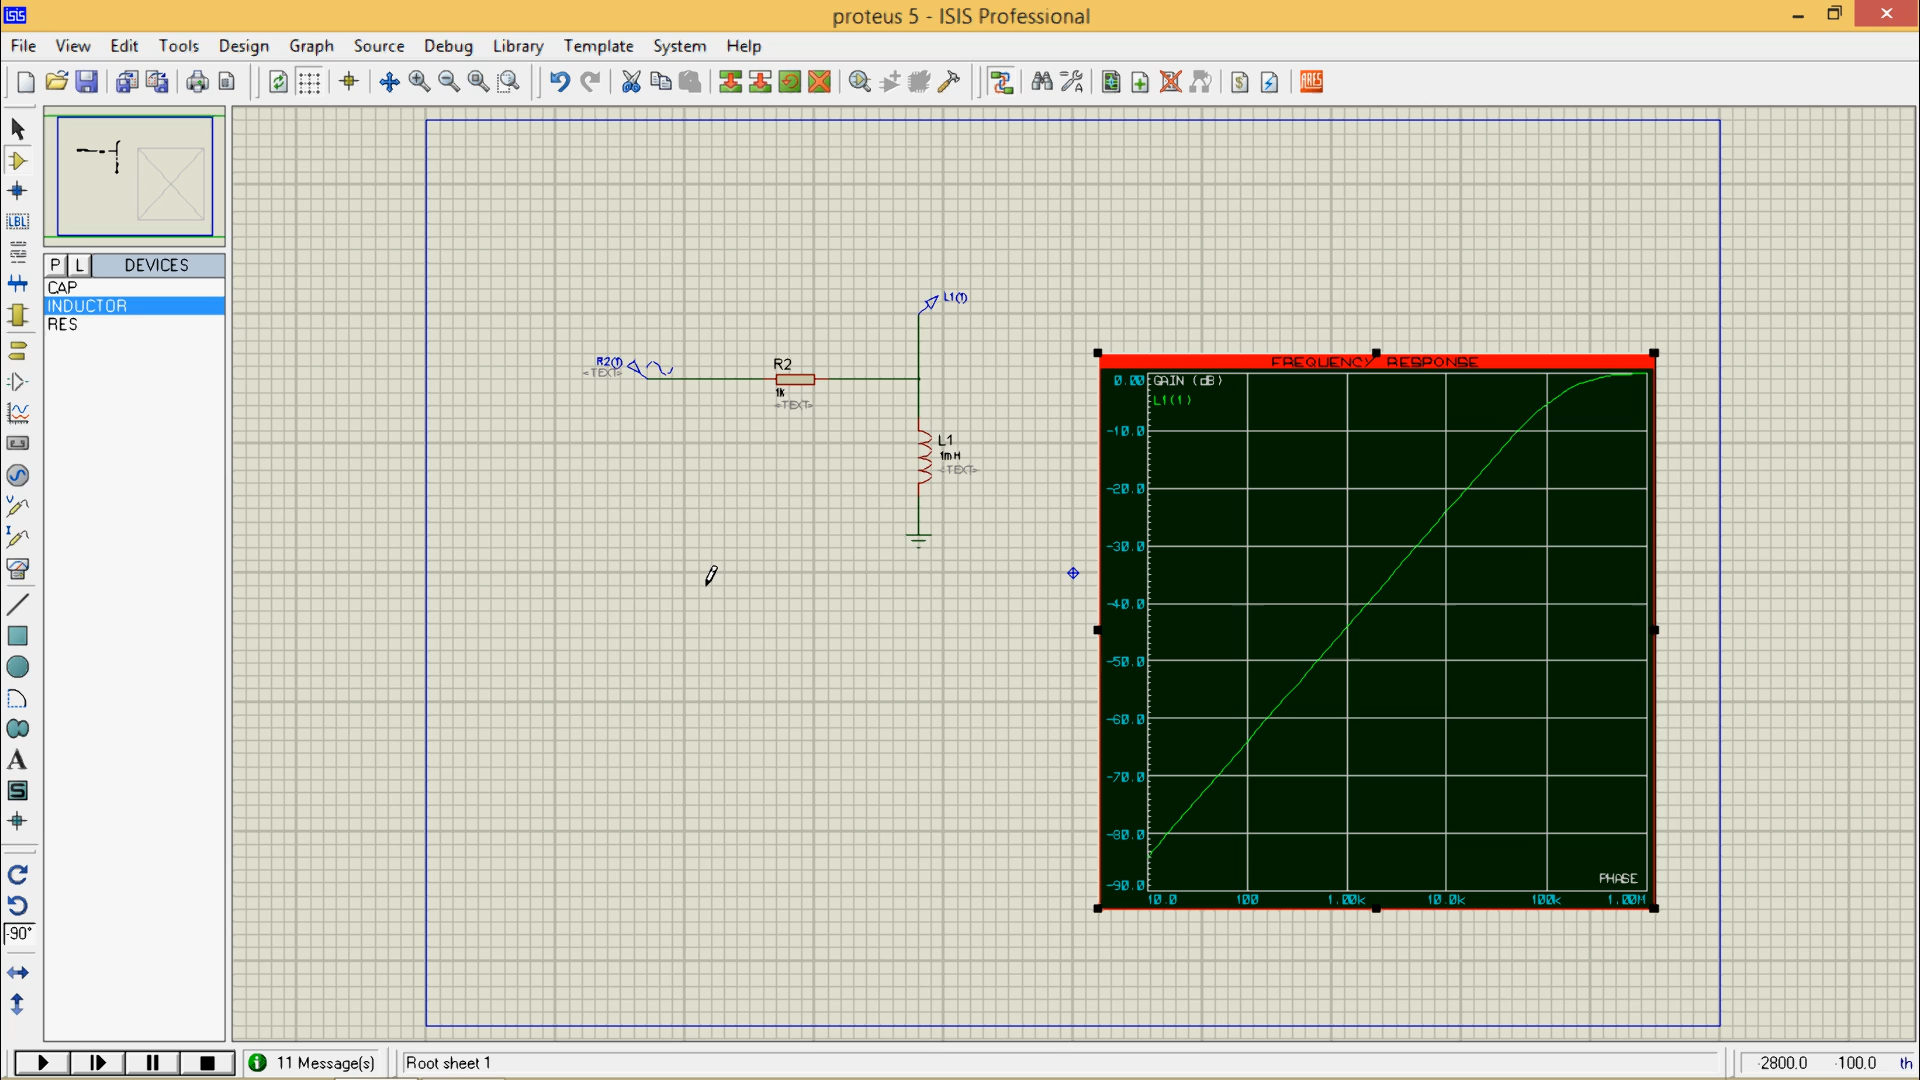 isis
proteus 5 - ISIS Professional
File View Edit Tools Design Graph Source Debug Library Template System Help
ARES
LBL
P L DEVICES
CAP
INDUCTOR
RES
L1(1)
R2(1)
<TEXT>
R2
1k
<TEXT>
L1
1mH
<TEXT>
FREQUENCY RESPONSE
GAIN (dB)
L1(1)
0.00
-10.0
-20.0
-30.0
-40.0
-50.0
-60.0
-70.0
-80.0
-90.0
PHASE
10.0 100 1.00k 10.0k 100k 1.00M
V
I
A
S
-90°
11 Message(s)
Root sheet 1
-2800.0 -100.0 th